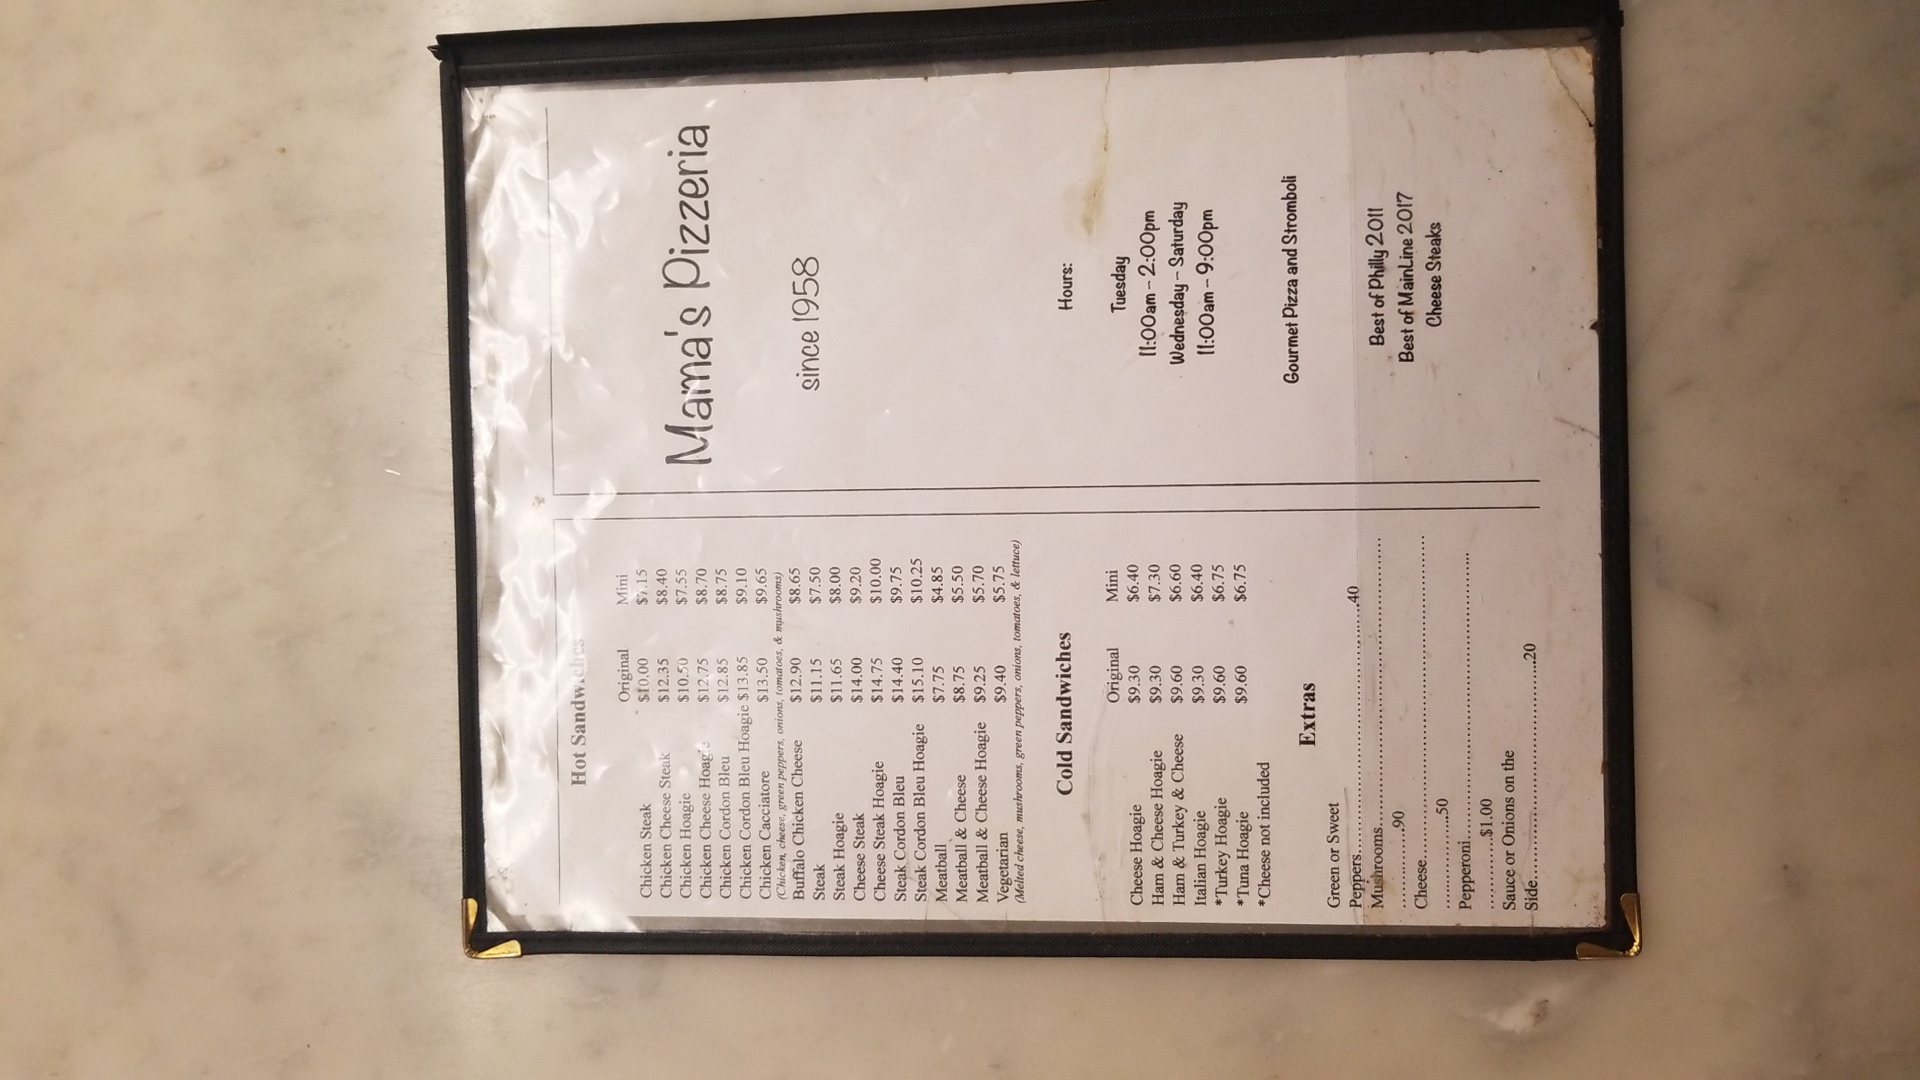 Hot Sandwiches
Original Mini
Chicken Steak $10.00 $7.15
Chicken Cheese Steak $12.35 $8.40
Chicken Hoagie $10.50 $7.55
Chicken Cheese Hoagie $12.75 $8.70
Chicken Cordon Bleu $12.85 $8.75
Chicken Cordon Bleu Hoagie $13.85 $9.10
Chicken Cacciatore $13.50 $9.65
(Chicken, cheese, green peppers, onions, tomatoes, & mushrooms)
Buffalo Chicken Cheese $12.90 $8.65
Steak $11.15 $7.50
Steak Hoagie $11.65 $8.00
Cheese Steak $14.00 $9.20
Cheese Steak Hoagie $14.75 $10.00
Steak Cordon Bleu $14.40 $9.75
Steak Cordon Bleu Hoagie $15.10 $10.25
Meatball $7.75 $4.85
Meatball & Cheese $8.75 $5.50
Meatball & Cheese Hoagie $9.25 $5.70
Vegetarian $9.40 $5.75
(Melted cheese, mushrooms, green peppers, onions, tomatoes, & lettuce)
Cold Sandwiches
Original Mini
Cheese Hoagie $9.30 $6.40
Ham & Cheese Hoagie $9.30 $7.30
Ham & Turkey & Cheese $9.60 $6.60
Italian Hoagie $9.30 $6.40
*Turkey Hoagie $9.60 $6.75
*Tuna Hoagie $9.60 $6.75
*Cheese not included
Extras
Green or Sweet
Peppers.............................................40
Mushrooms.........................................................
............90
Cheese.............................................................
............50
Pepperoni.........................................................
............$1.00
Sauce or Onions on the
Side.............................................20
Mama's Pizzeria
since 1958
Hours:
Tuesday
11:00am - 2:00pm
Wednesday - Saturday
11:00am - 9:00pm
Gourmet Pizza and Stromboli
Best of Philly 2011
Best of MainLine 2017
Cheese Steaks